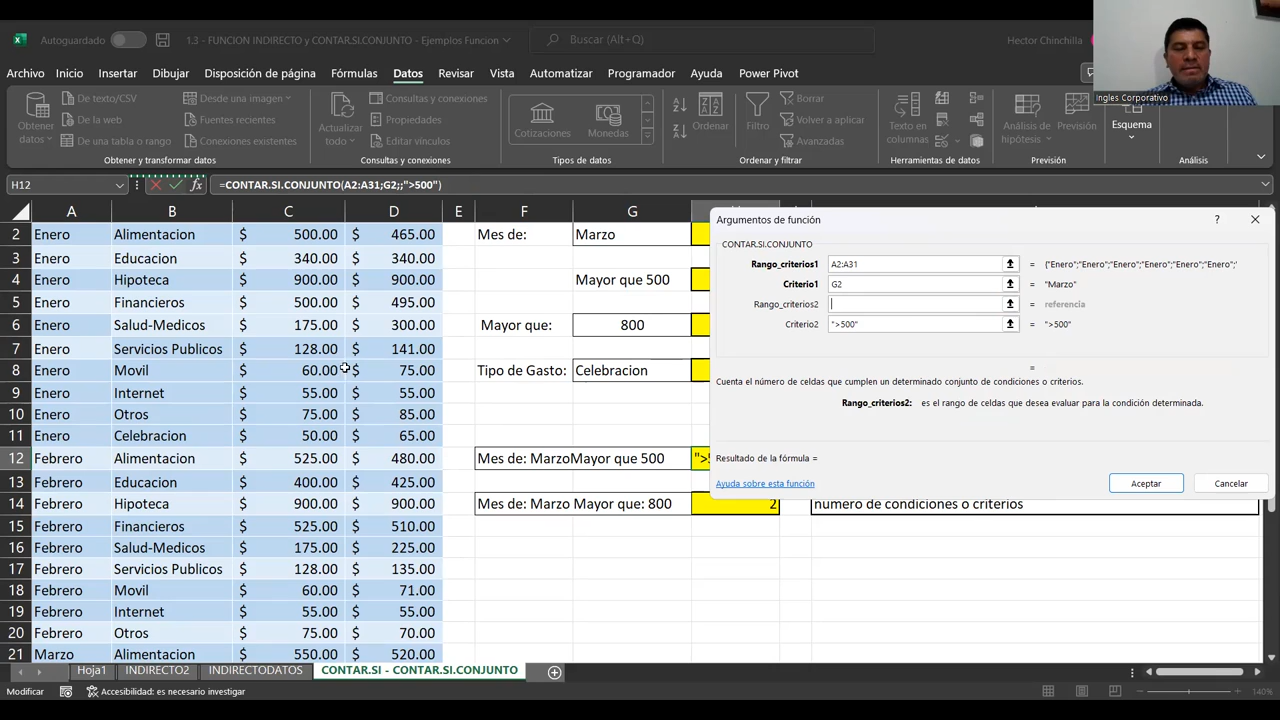 Autoguardado
1.3 - FUNCION INDIRECTO y CONTAR.SI.CONJUNTO - Ejemplos Funcion
Buscar (Alt+Q)
Hector Chinchilla
Ingles Corporativo
Archivo Inicio Insertar Dibujar Disposición de página Fórmulas Datos Revisar Vista Automatizar Programador Ayuda Power Pivot
Obtener datos
De texto/CSV
De la web
De una tabla o rango
Desde una imagen
Fuentes recientes
Conexiones existentes
Obtener y transformar datos
Actualizar todo
Consultas y conexiones
Propiedades
Editar vínculos
Consultas y conexiones
Cotizaciones
Monedas
Tipos de datos
Ordenar
Filtro
Borrar
Volver a aplicar
Avanzadas
Ordenar y filtrar
Texto en columnas
Herramientas de datos
Análisis de hipótesis
Previsión
Previsión
Esquema
Análisis
H12
fx
=CONTAR.SI.CONJUNTO(A2:A31;G2;;">500")
A B C D E F G
2 Enero Alimentacion $ 500.00 $ 465.00 Mes de: Marzo
3 Enero Educacion $ 340.00 $ 340.00
4 Enero Hipoteca $ 900.00 $ 900.00 Mayor que 500
5 Enero Financieros $ 500.00 $ 495.00
6 Enero Salud-Medicos $ 175.00 $ 300.00 Mayor que: 800
7 Enero Servicios Publicos $ 128.00 $ 141.00
8 Enero Movil $ 60.00 $ 75.00 Tipo de Gasto: Celebracion
9 Enero Internet $ 55.00 $ 55.00
10 Enero Otros $ 75.00 $ 85.00
11 Enero Celebracion $ 50.00 $ 65.00
12 Febrero Alimentacion $ 525.00 $ 480.00 Mes de: MarzoMayor que 500
13 Febrero Educacion $ 400.00 $ 425.00
14 Febrero Hipoteca $ 900.00 $ 900.00 Mes de: Marzo Mayor que: 800 2 numero de condiciones o criterios
15 Febrero Financieros $ 525.00 $ 510.00
16 Febrero Salud-Medicos $ 175.00 $ 225.00
17 Febrero Servicios Publicos $ 128.00 $ 135.00
18 Febrero Movil $ 60.00 $ 71.00
19 Febrero Internet $ 55.00 $ 55.00
20 Febrero Otros $ 75.00 $ 70.00
21 Marzo Alimentacion $ 550.00 $ 520.00
Argumentos de función
?
CONTAR.SI.CONJUNTO
Rango_criterios1 A2:A31 = {"Enero";"Enero";"Enero";"Enero";"Enero";"Enero";'
Criterio1 G2 = "Marzo"
Rango_criterios2 = referencia
Criterio2 ">500" = ">500"
=
Cuenta el número de celdas que cumplen un determinado conjunto de condiciones o criterios.
Rango_criterios2: es el rango de celdas que desea evaluar para la condición determinada.
Resultado de la fórmula =
Ayuda sobre esta función
Aceptar
Cancelar
Hoja1 INDIRECTO2 INDIRECTODATOS CONTAR.SI - CONTAR.SI.CONJUNTO
Modificar
Accesibilidad: es necesario investigar
140%